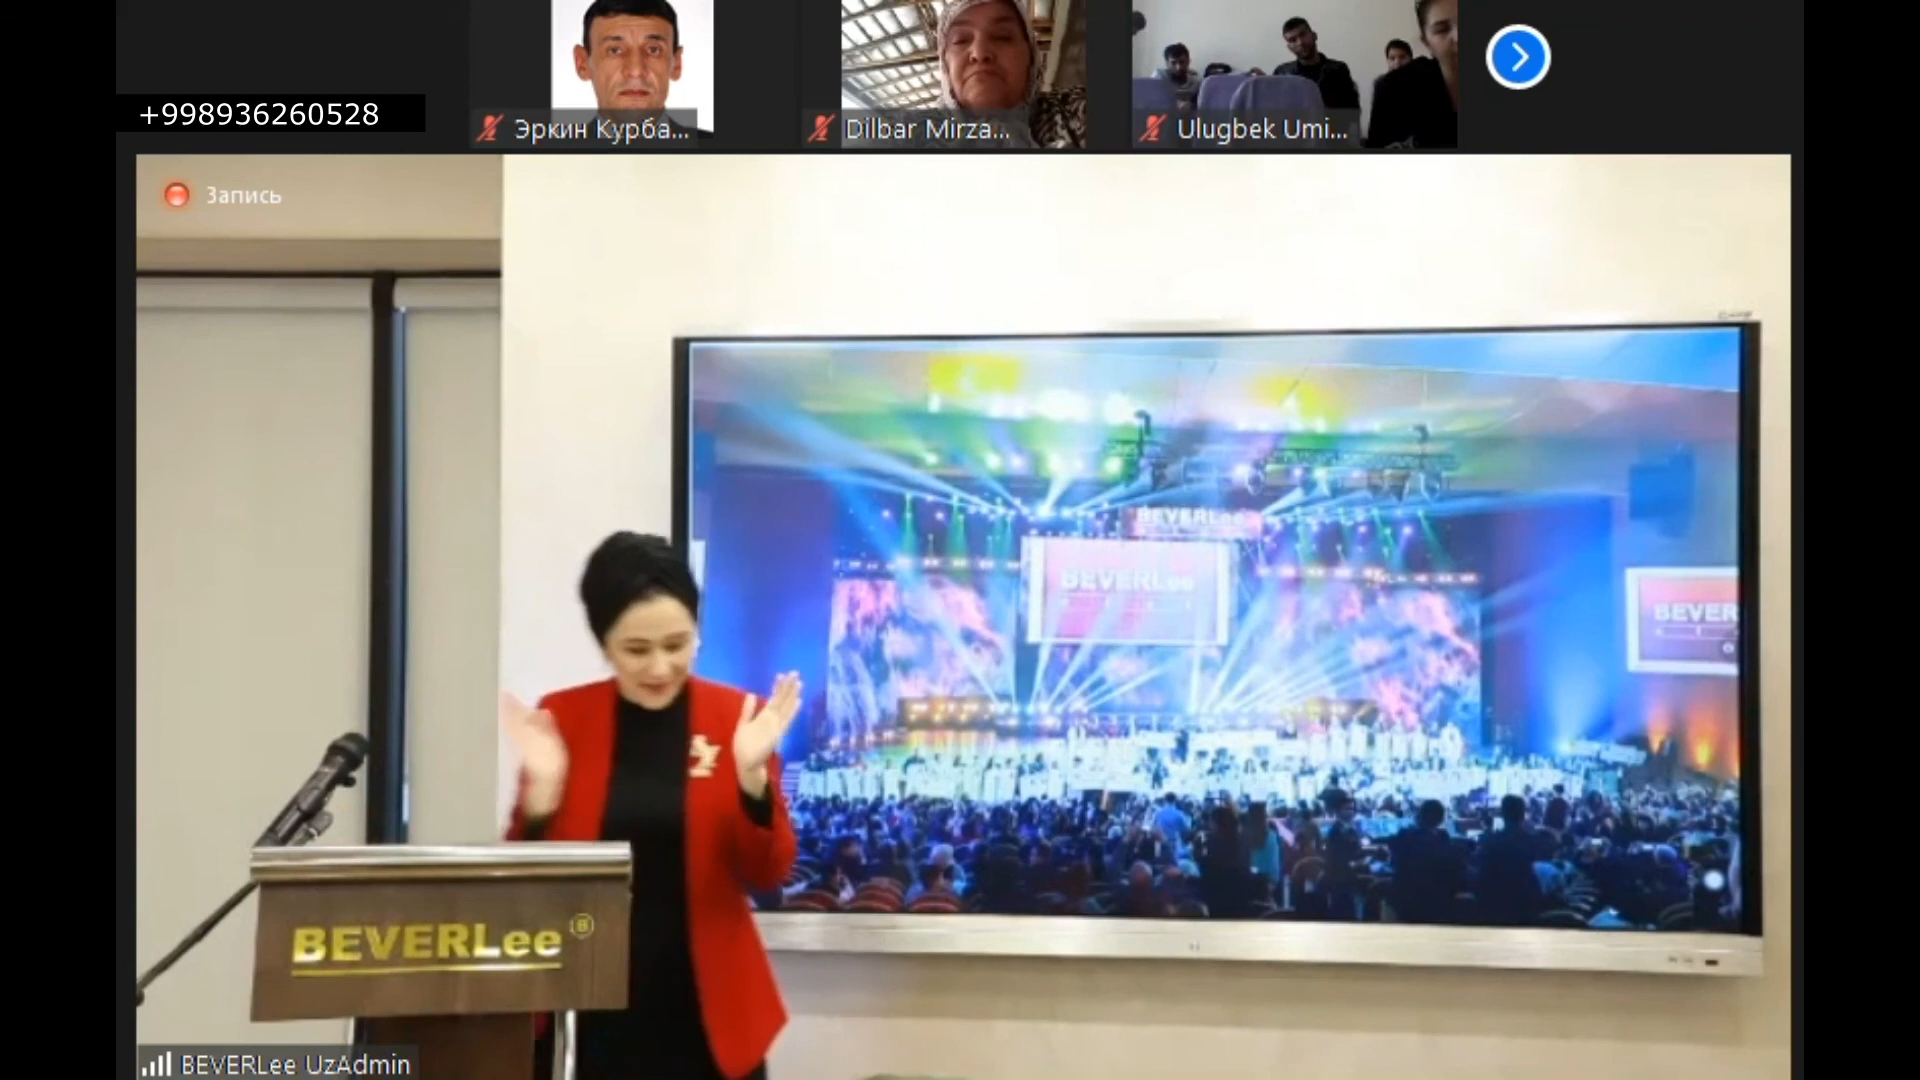 +998936260528
Эркин Курба...
Dilbar Mirza...
Ulugbek Umi...
Запись
BEVERLee
BEVERLee
BEVER
BEVERLee®
BEVERLee UzAdmin